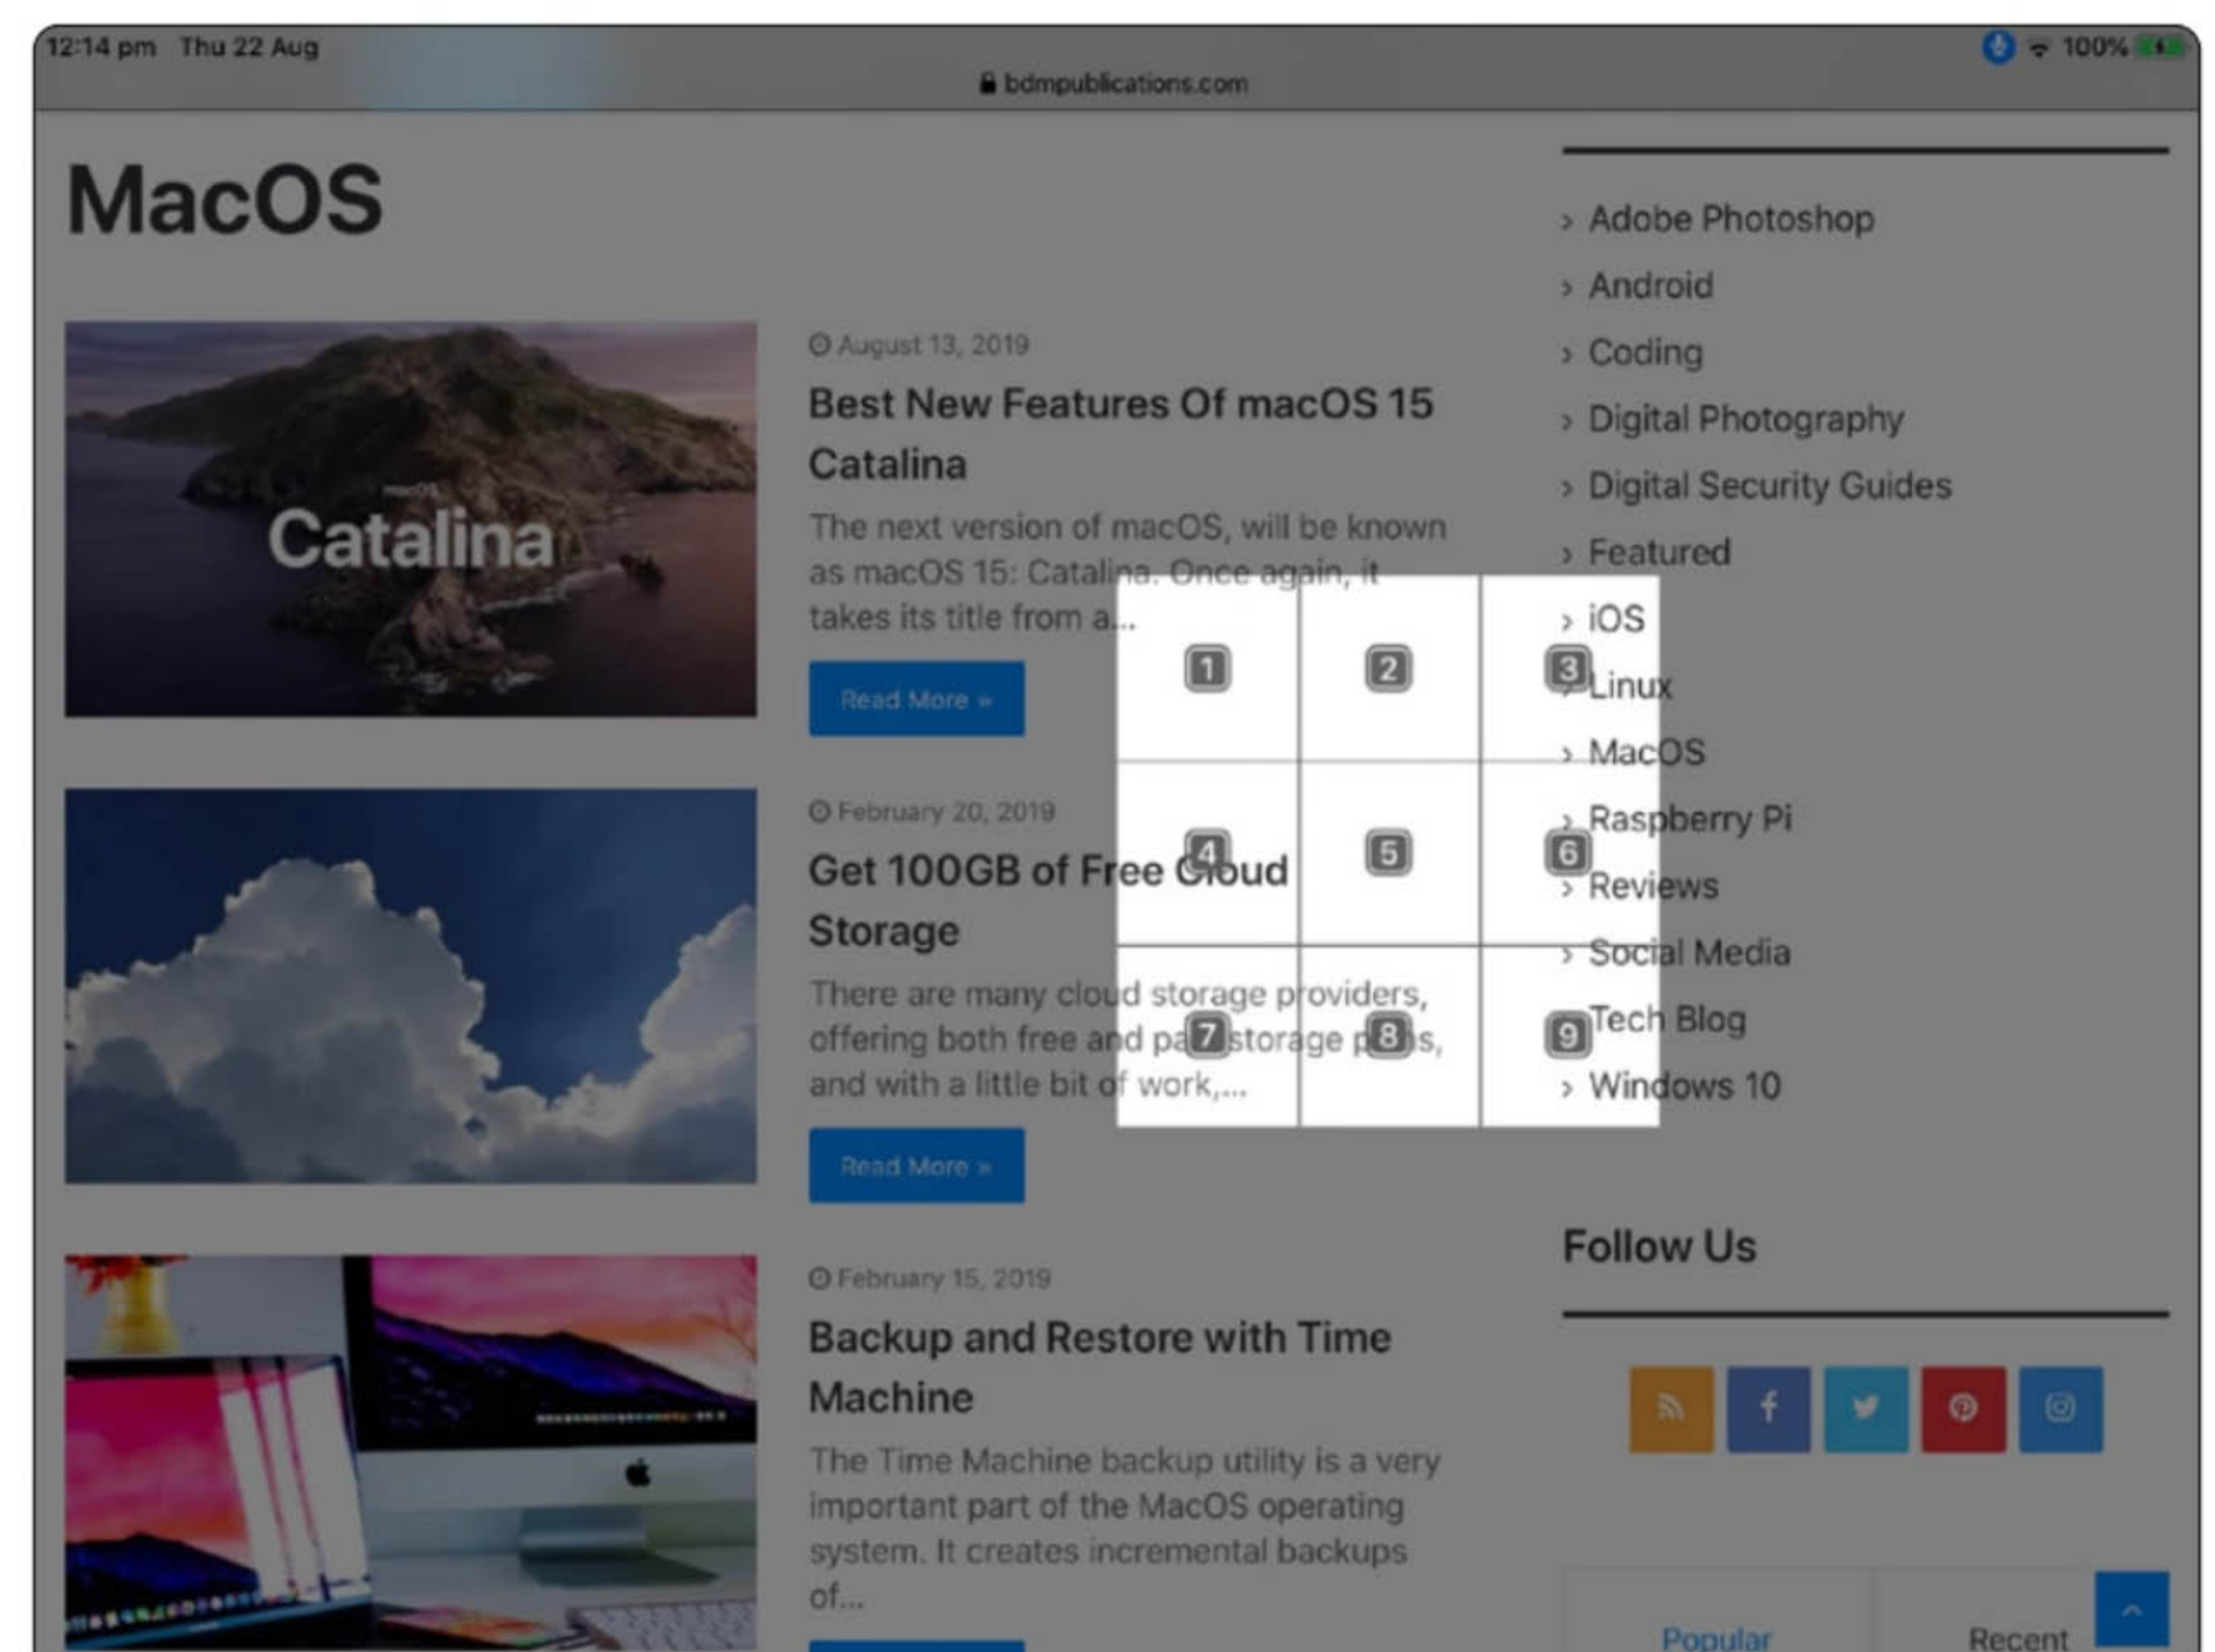 12:14 pm Thu 22 Aug
100%
bdmpublications.com
MacOS
macOS
Catalina
August 13, 2019
Best New Features Of macOS 15
Catalina
The next version of macOS, will be known
as macOS 15: Catalina. Once again, it
takes its title from a...
Read More »
February 20, 2019
Get 100GB of Free Cloud
Storage
There are many cloud storage providers,
offering both free and paid storage plans,
and with a little bit of work,...
Read More »
February 15, 2019
Backup and Restore with Time
Machine
The Time Machine backup utility is a very
important part of the MacOS operating
system. It creates incremental backups
of...
1 2 3
4 5 6
7 8 9
› Adobe Photoshop
› Android
› Coding
› Digital Photography
› Digital Security Guides
› Featured
› iOS
› Linux
› MacOS
› Raspberry Pi
› Reviews
› Social Media
Tech Blog
› Windows 10
Follow Us
Popular Recent